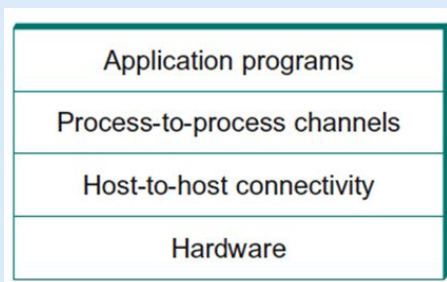 Application programs
Process-to-process channels
Host-to-host connectivity
Hardware